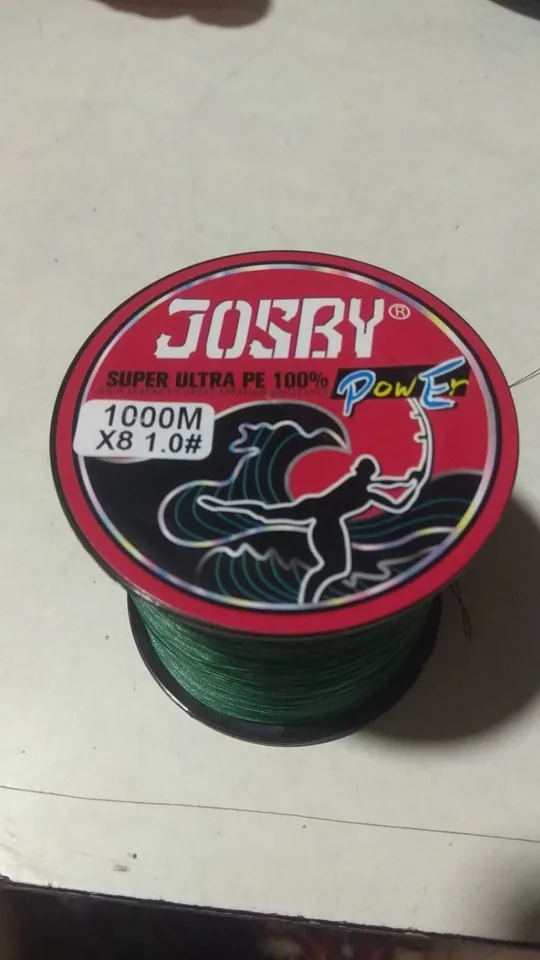 JOSBY®
SUPER ULTRA PE 100%
PowEr
1000M
X8 1.0#